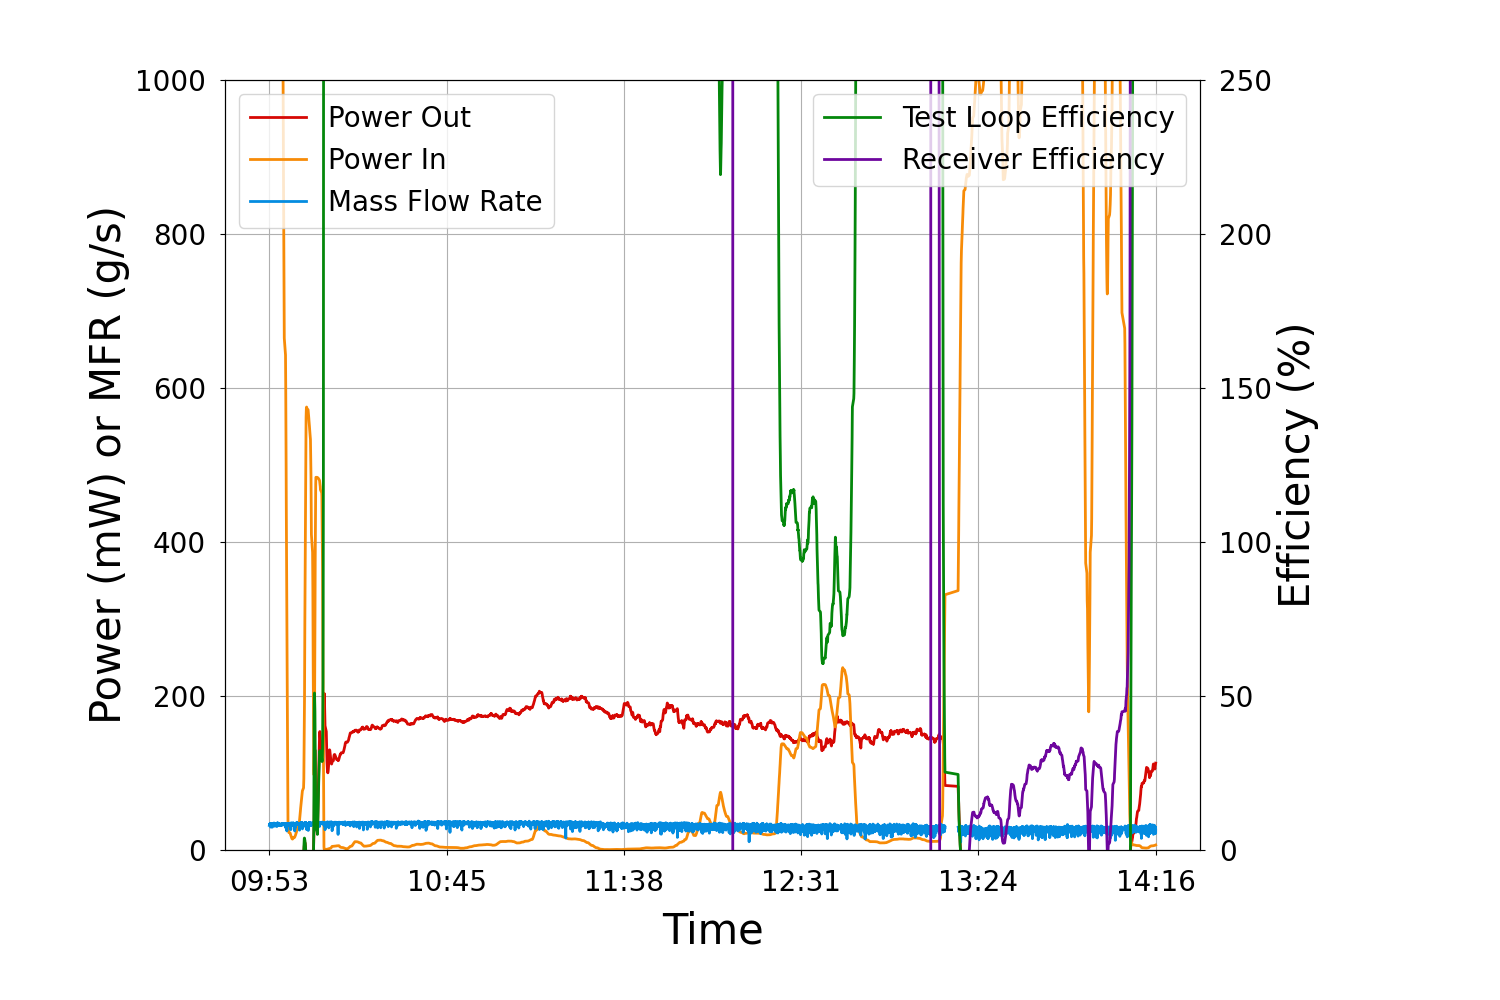 1000
800
600
400
200
0
250
200
150
100
50
0
Power (mW) or MFR (g/s)
Efficiency (%)
Power Out
Power In
Mass Flow Rate
Test Loop Efficiency
Receiver Efficiency
09:53 10:45 11:38 12:31 13:24 14:16
Time